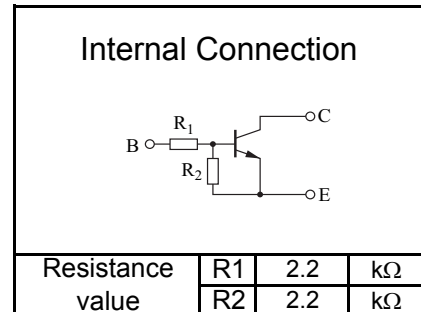 Internal Connection
R1
C
B
R2
E
Resistance value R1 2.2 kΩ
R2 2.2 kΩ